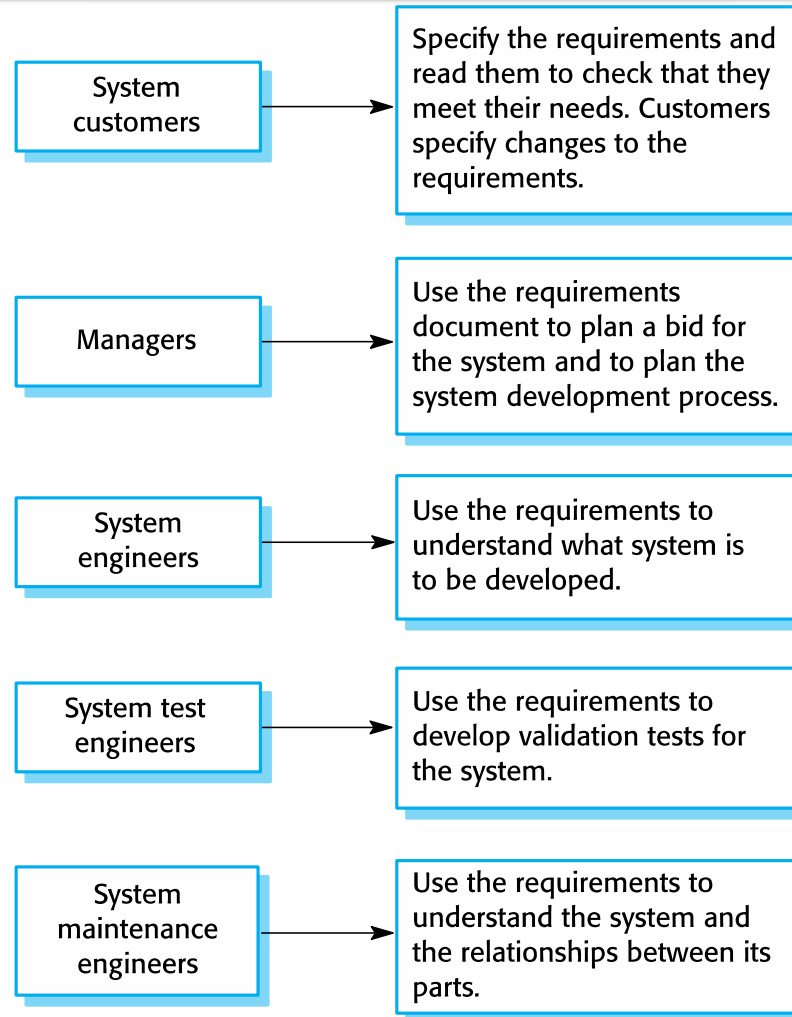 System
customers
Specify the requirements and
read them to check that they
meet their needs. Customers
specify changes to the
requirements.
Managers
Use the requirements
document to plan a bid for
the system and to plan the
system development process.
System
engineers
Use the requirements to
understand what system is
to be developed.
System test
engineers
Use the requirements to
develop validation tests for
the system.
System
maintenance
engineers
Use the requirements to
understand the system and
the relationships between its
parts.